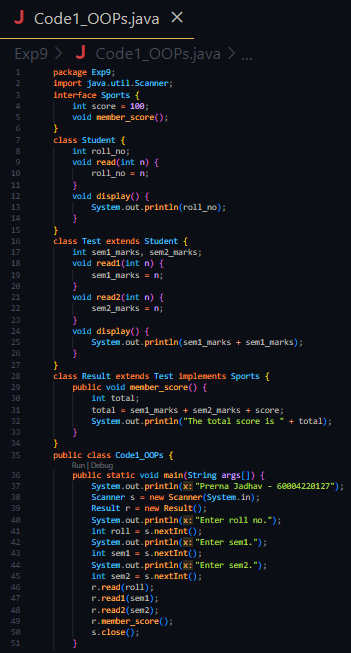 J Code1_OOPs.java ×
Exp9 > J Code1_OOPs.java > ...
1 package Exp9;
2 import java.util.Scanner;
3 interface Sports {
4 int score = 100;
5 void member_score();
6 }
7 class Student {
8 int roll_no;
9 void read(int n) {
10 roll_no = n;
11 }
12 void display() {
13 System.out.println(roll_no);
14 }
15 }
16 class Test extends Student {
17 int sem1_marks, sem2_marks;
18 void read1(int n) {
19 sem1_marks = n;
20 }
21 void read2(int n) {
22 sem2_marks = n;
23 }
24 void display() {
25 System.out.println(sem1_marks + sem1_marks);
26 }
27 }
28 class Result extends Test implements Sports {
29 public void member_score() {
30 int total;
31 total = sem1_marks + sem2_marks + score;
32 System.out.println("The total score is " + total);
33 }
34 }
35 public class Code1_OOPs {
Run | Debug
36 public static void main(String args[]) {
37 System.out.println(x:"Prerna Jadhav - 60004220127");
38 Scanner s = new Scanner(System.in);
39 Result r = new Result();
40 System.out.println(x:"Enter roll no.");
41 int roll = s.nextInt();
42 System.out.println(x:"Enter sem1.");
43 int sem1 = s.nextInt();
44 System.out.println(x:"Enter sem2.");
45 int sem2 = s.nextInt();
46 r.read(roll);
47 r.read1(sem1);
48 r.read2(sem2);
49 r.member_score();
50 s.close();
51 }